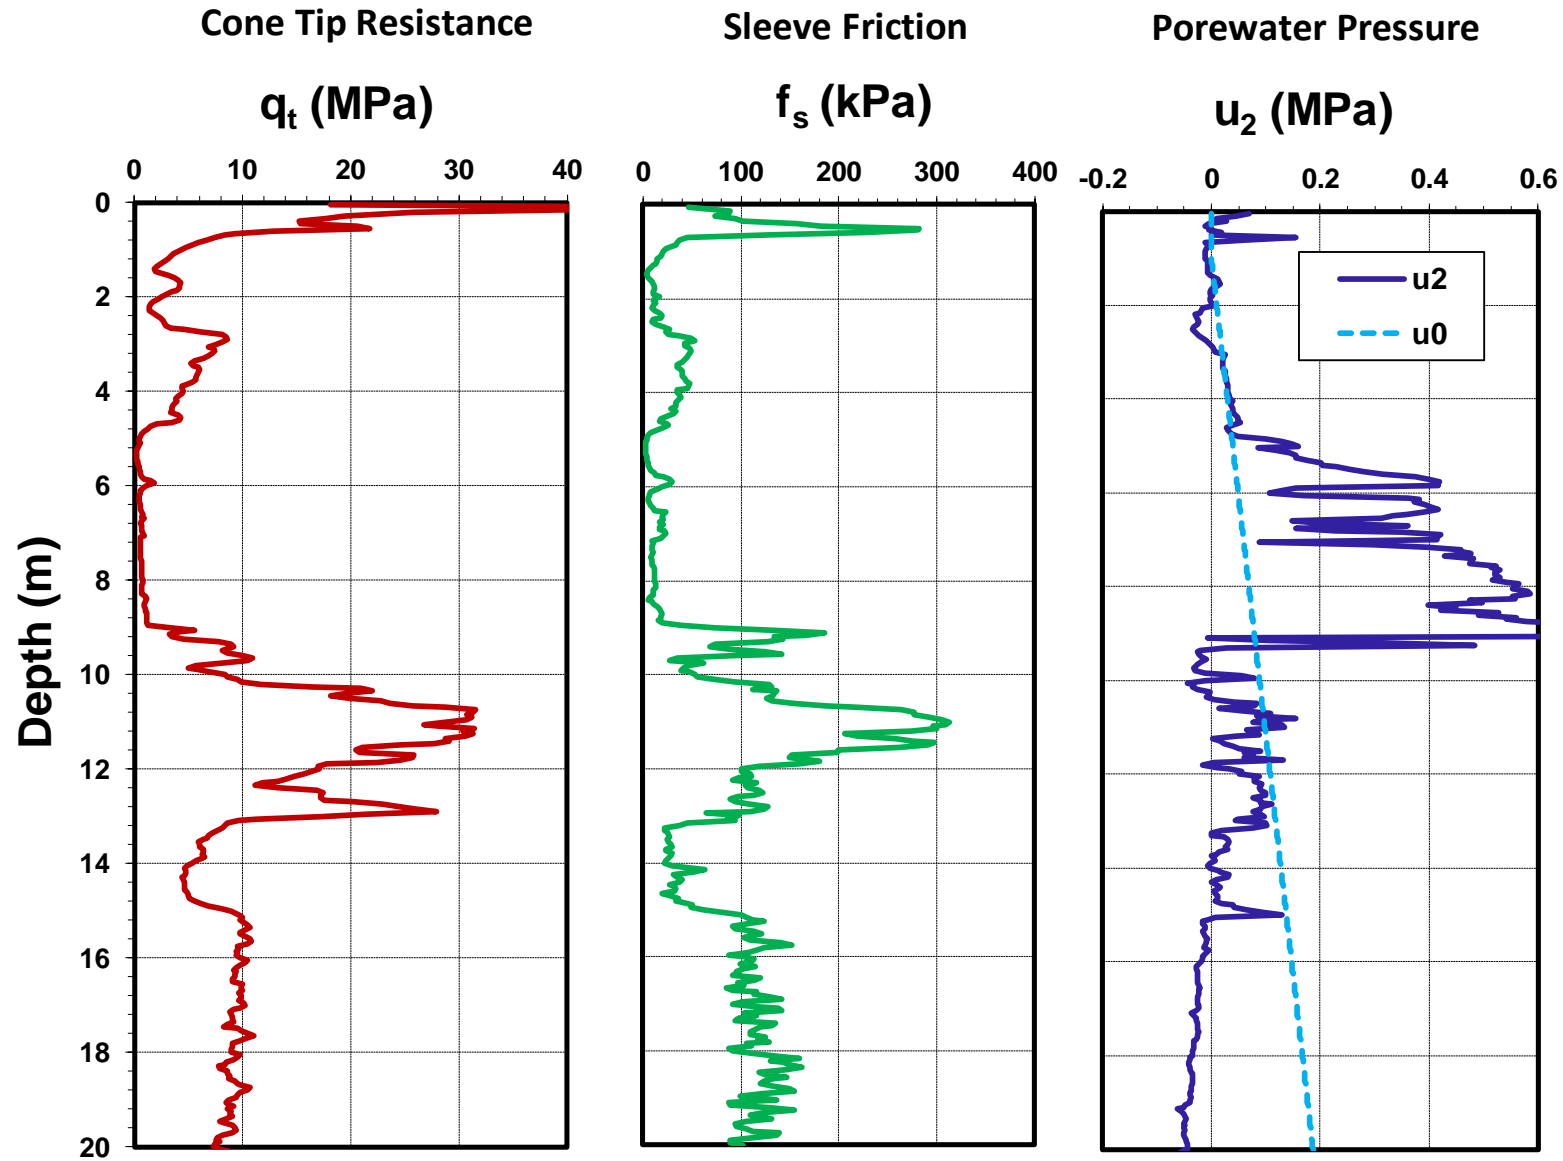 Cone Tip Resistance
Sleeve Friction
Porewater Pressure
qt (MPa)
fs (kPa)
u2 (MPa)
0 10 20 30 40
0 100 200 300 400
-0.2 0 0.2 0.4 0.6
Depth (m)
0
2
4
6
8
10
12
14
16
18
20
u2
u0